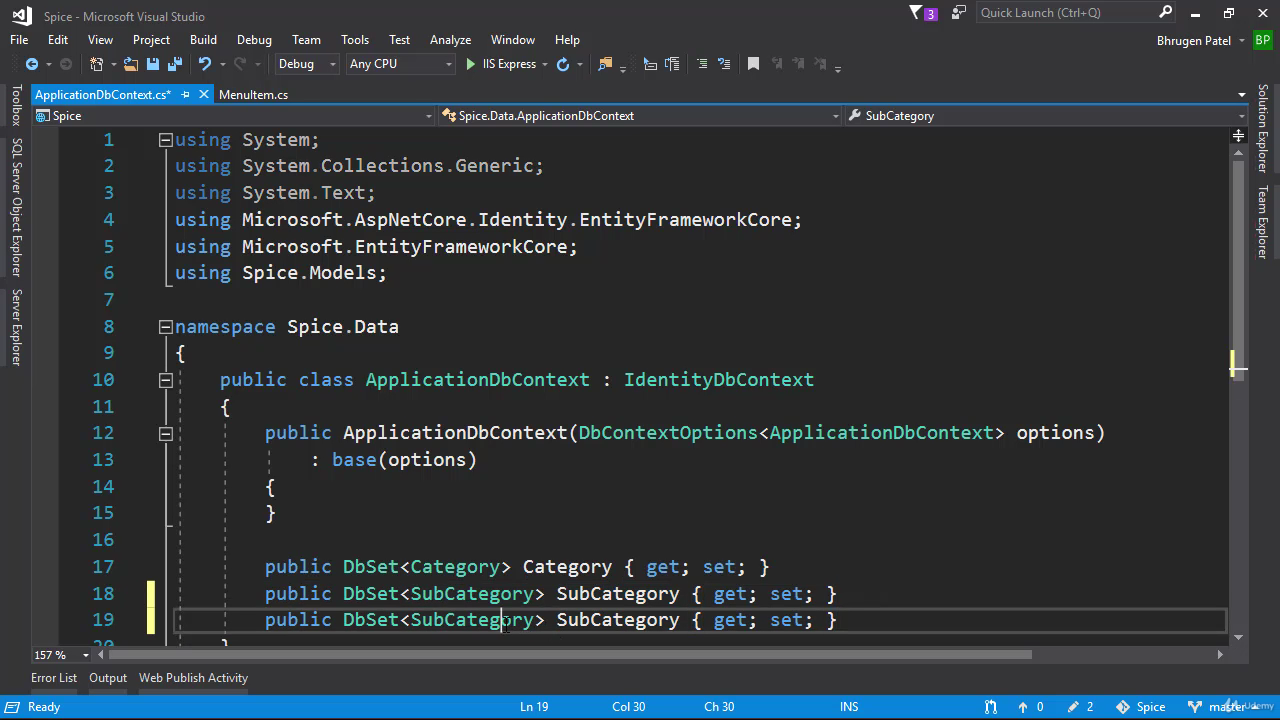 Spice - Microsoft Visual Studio
3
Quick Launch (Ctrl+Q)
File Edit View Project Build Debug Team Tools Test Analyze Window Help
Bhrugen Patel BP
Debug Any CPU IIS Express
ApplicationDbContext.cs* MenuItem.cs
Spice Spice.Data.ApplicationDbContext SubCategory
Toolbox
SQL Server Object Explorer
Server Explorer
Solution Explorer
Team Explorer
1 using System;
2 using System.Collections.Generic;
3 using System.Text;
4 using Microsoft.AspNetCore.Identity.EntityFrameworkCore;
5 using Microsoft.EntityFrameworkCore;
6 using Spice.Models;
7
8 namespace Spice.Data
9 {
10 public class ApplicationDbContext : IdentityDbContext
11 {
12 public ApplicationDbContext(DbContextOptions<ApplicationDbContext> options)
13 : base(options)
14 {
15 }
16
17 public DbSet<Category> Category { get; set; }
18 public DbSet<SubCategory> SubCategory { get; set; }
19 public DbSet<SubCategory> SubCategory { get; set; }
20 }
157 %
Error List Output Web Publish Activity
Ready Ln 19 Col 30 Ch 30 INS 0 2 Spice master
Udemy